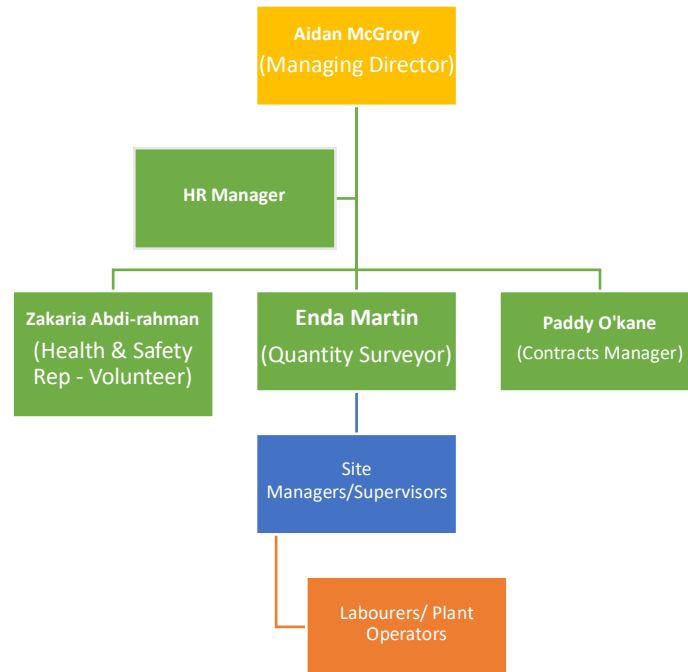 Aidan McGrory
(Managing Director)
HR Manager
Zakaria Abdi-rahman
(Health & Safety
Rep - Volunteer)
Enda Martin
(Quantity Surveyor)
Paddy O'kane
(Contracts Manager)
Site
Managers/Supervisors
Labourers/ Plant
Operators